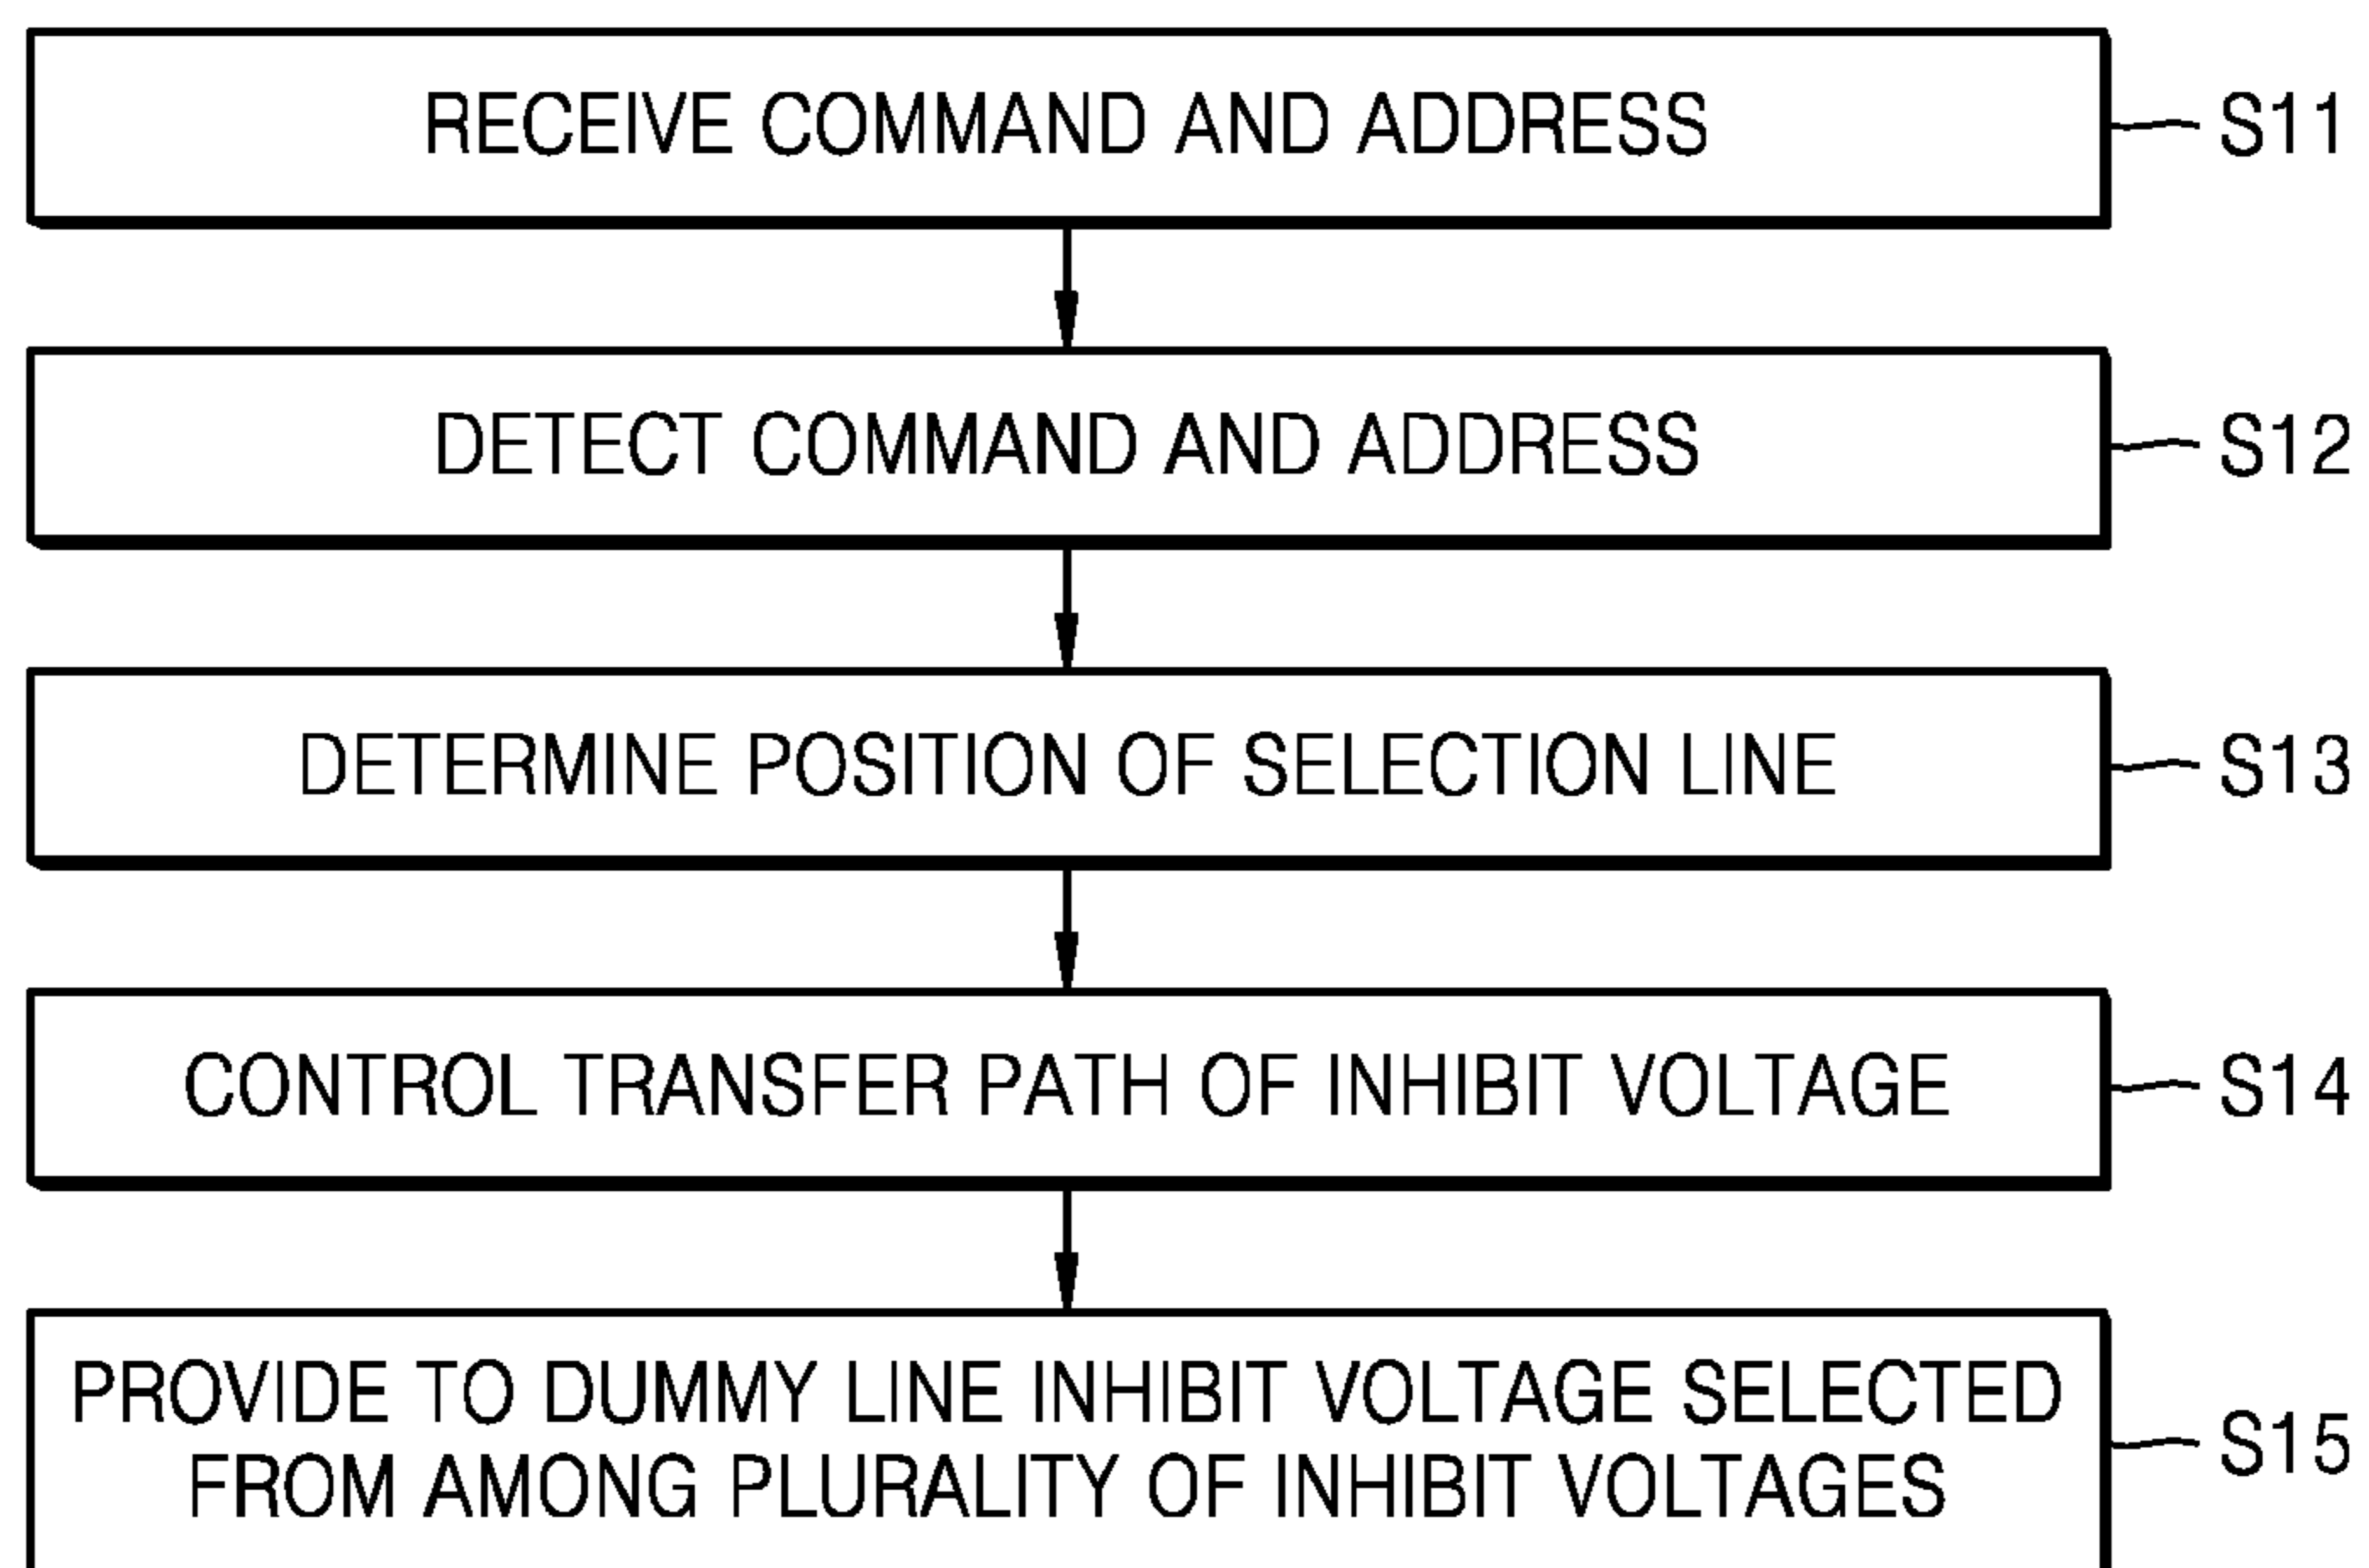 RECEIVE COMMAND AND ADDRESS
S11
DETECT COMMAND AND ADDRESS
S12
DETERMINE POSITION OF SELECTION LINE
S13
CONTROL TRANSFER PATH OF INHIBIT VOLTAGE
S14
PROVIDE TO DUMMY LINE INHIBIT VOLTAGE SELECTED
FROM AMONG PLURALITY OF INHIBIT VOLTAGES
S15